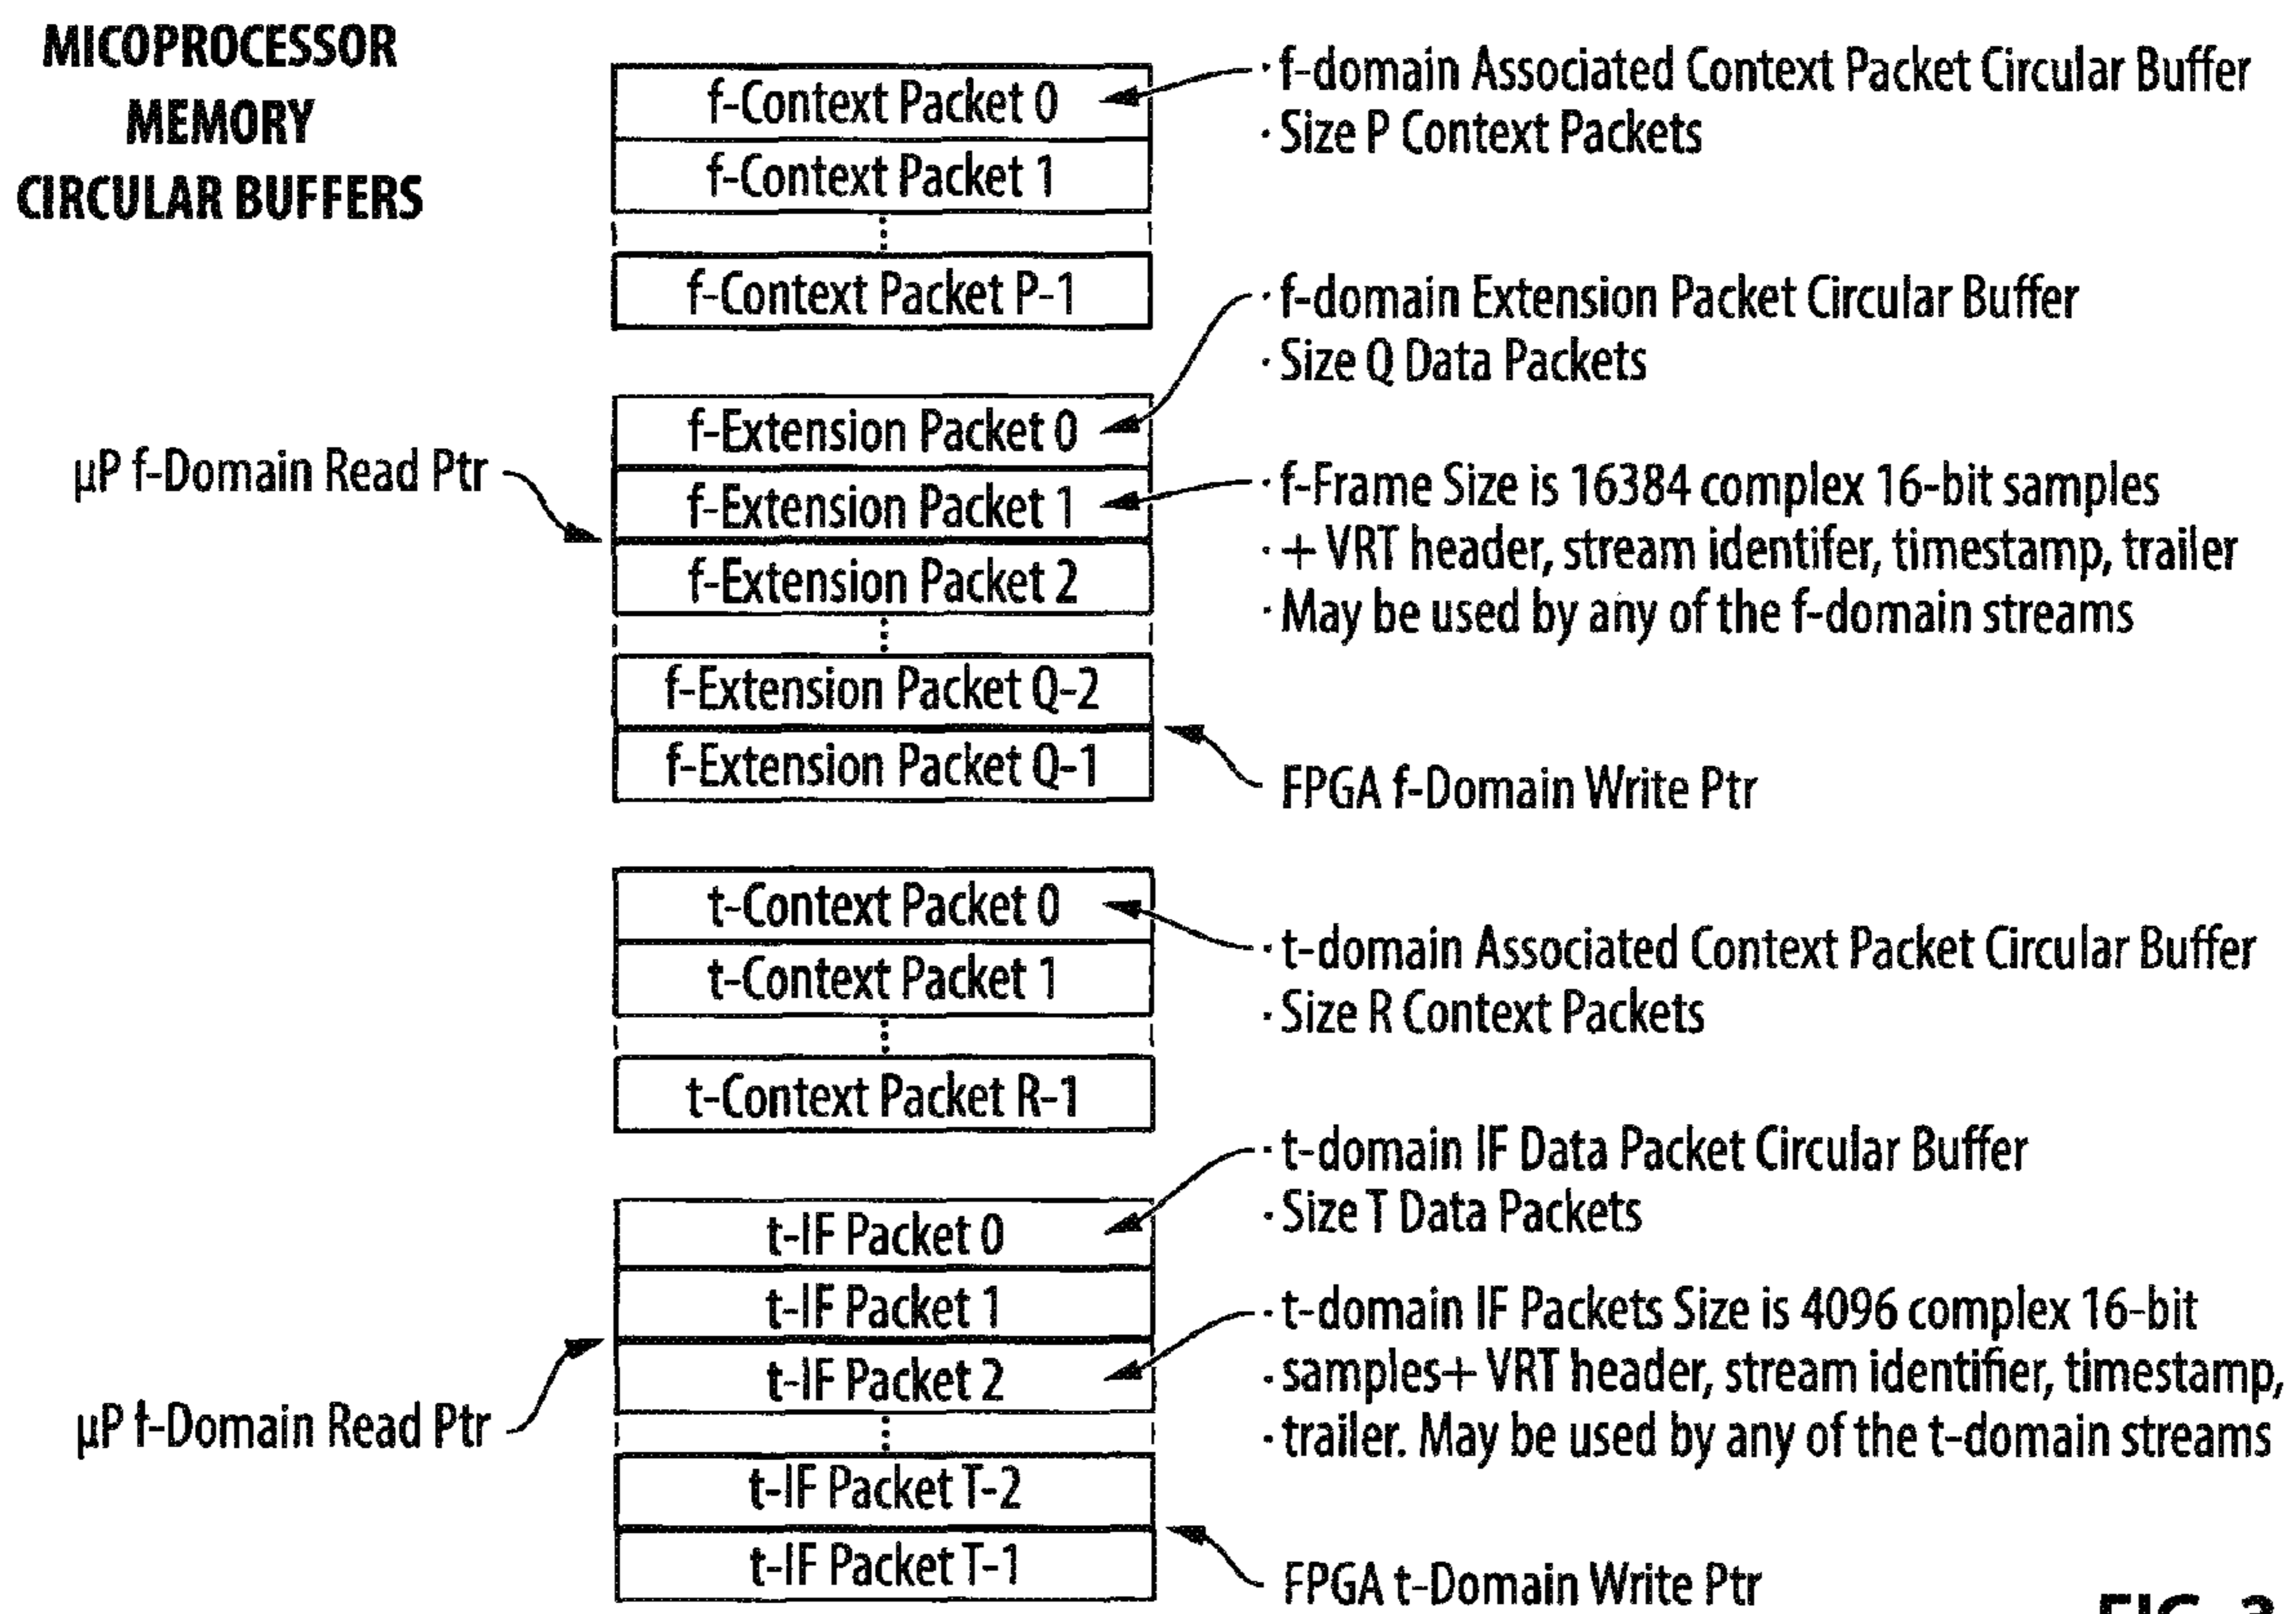 MICOPROCESSOR
MEMORY
CIRCULAR BUFFERS
f-Context Packet 0
f-Context Packet 1
f-Context Packet P-1
· f-domain Associated Context Packet Circular Buffer
· Size P Context Packets
μP f-Domain Read Ptr
f-Extension Packet 0
f-Extension Packet 1
f-Extension Packet 2
f-Extension Packet Q-2
f-Extension Packet Q-1
· f-domain Extension Packet Circular Buffer
· Size Q Data Packets
· f-Frame Size is 16384 complex 16-bit samples
· + VRT header, stream identifer, timestamp, trailer
· May be used by any of the f-domain streams
FPGA f-Domain Write Ptr
t-Context Packet 0
t-Context Packet 1
t-Context Packet R-1
· t-domain Associated Context Packet Circular Buffer
· Size R Context Packets
μP t-Domain Read Ptr
t-IF Packet 0
t-IF Packet 1
t-IF Packet 2
t-IF Packet T-2
t-IF Packet T-1
· t-domain IF Data Packet Circular Buffer
· Size T Data Packets
· t-domain IF Packets Size is 4096 complex 16-bit
· samples+ VRT header, stream identifier, timestamp,
· trailer. May be used by any of the t-domain streams
FPGA t-Domain Write Ptr